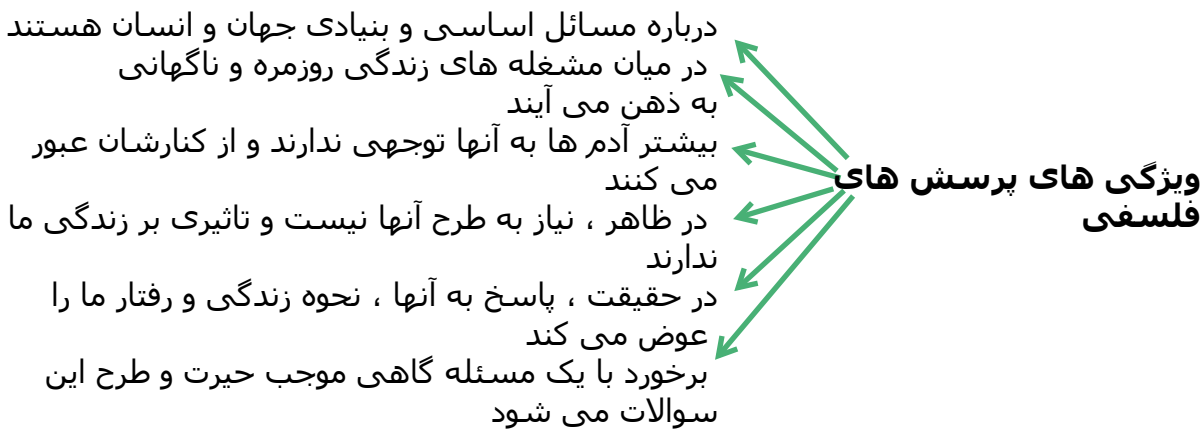 ویژگی های پرسش های
فلسفی
درباره مسائل اساسی و بنیادی جهان و انسان هستند
در میان مشغله های زندگی روزمره و ناگهانی
به ذهن می آیند
بیشتر آدم ها به آنها توجهی ندارند و از کنارشان عبور
می کنند
در ظاهر ، نیاز به طرح آنها نیست و تاثیری بر زندگی ما
ندارند
در حقیقت ، پاسخ به آنها ، نحوه زندگی و رفتار ما را
عوض می کند
برخورد با یک مسئله گاهی موجب حیرت و طرح این
سوالات می شود